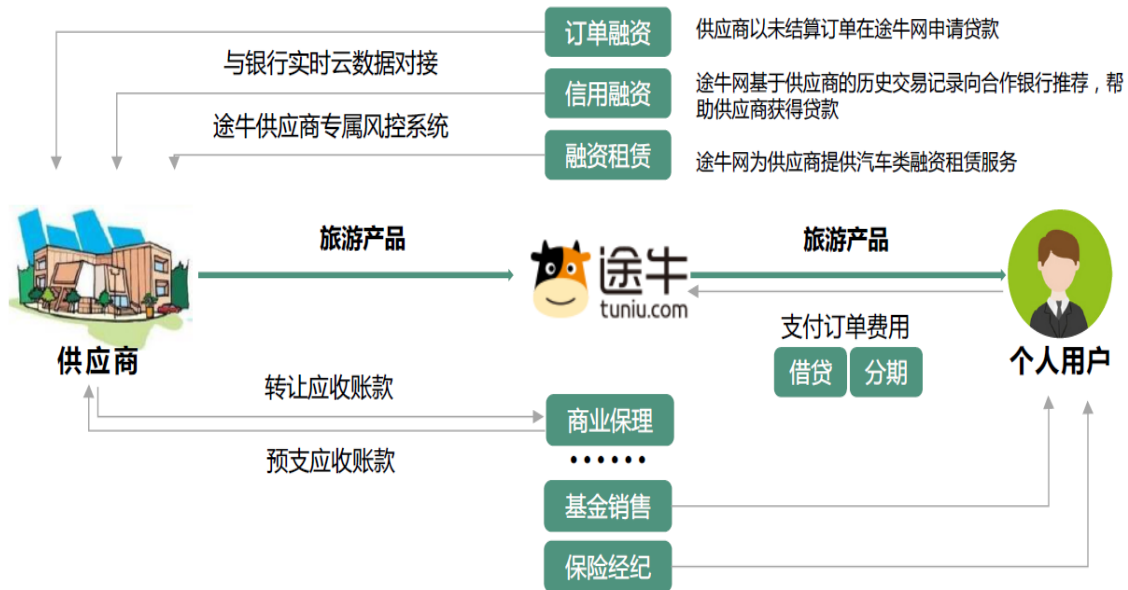 订单融资
供应商以未结算订单在途牛网申请贷款
与银行实时云数据对接
信用融资
途牛网基于供应商的历史交易记录向合作银行推荐，帮
助供应商获得贷款
途牛供应商专属风控系统
融资租赁
途牛网为供应商提供汽车类融资租赁服务
旅游产品
途牛
tuniu.com
旅游产品
支付订单费用
借贷
分期
供应商
个人用户
转让应收账款
商业保理
预支应收账款
••••••
基金销售
保险经纪